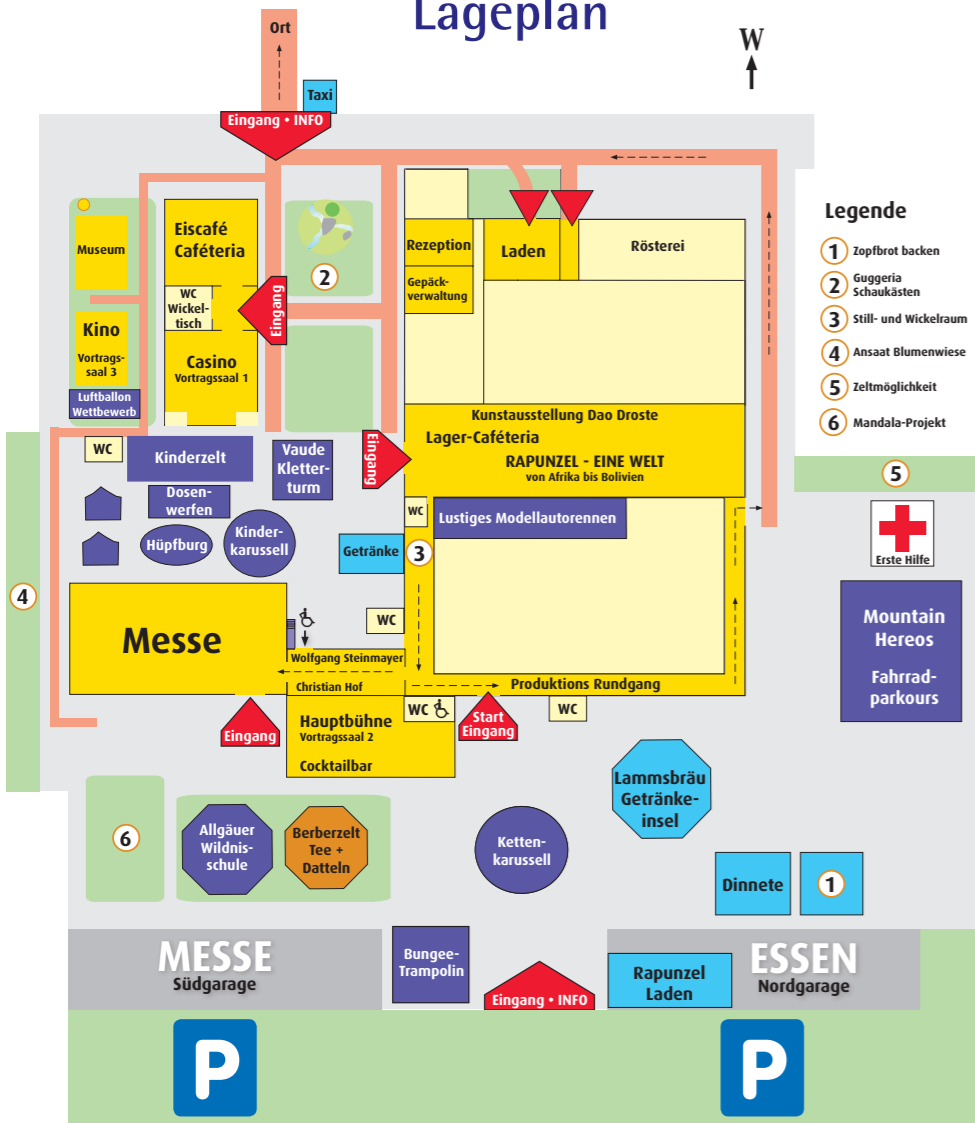 Lageplan
Ort
W
Taxi
Eingang • INFO
Legende
1 Zopfbrot backen
2 Guggeria
Schaukästen
3 Still- und Wickelraum
4 Ansaat Blumenwiese
5 Zeltmöglichkeit
6 Mandala-Projekt
Museum
Eiscafé
Caféteria
2
Rezeption
Laden
Rösterei
Gepäck-
verwaltung
WC
Wickel-
tisch
Eingang
Kino
Vortrags-
saal 3
Casino
Vortragssaal 1
Luftballon
Wettbewerb
Kunstausstellung Dao Droste
Lager-Caféteria
RAPUNZEL - EINE WELT
von Afrika bis Bolivien
Eingang
WC
Kinderzelt
Vaude
Kletter-
turm
Dosen-
werfen
WC
Lustiges Modellautorennen
Hüpfburg
Kinder-
karussell
Getränke
3
5
Erste Hilfe
4
Messe
WC
Wolfgang Steinmayer
Christian Hof
Produktions Rundgang
Mountain
Hereos
Fahrrad-
parkours
Eingang
Hauptbühne
Vortragssaal 2
Cocktailbar
WC
Start
Eingang
WC
Lammsbräu
Getränke-
insel
6
Allgäuer
Wildnis-
schule
Berberzelt
Tee +
Datteln
Ketten-
karussell
Dinnete
1
MESSE
Südgarage
Bungee-
Trampolin
Eingang • INFO
Rapunzel
Laden
ESSEN
Nordgarage
P
P